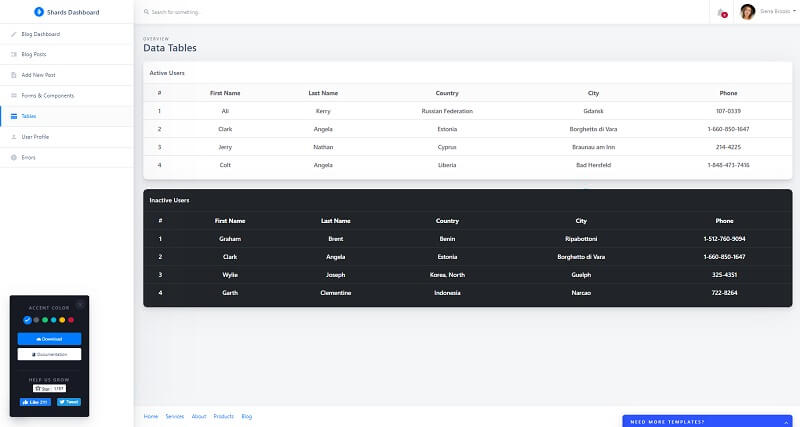 Shards Dashboard
Search for something...
Sierra Brooks
Blog Dashboard
Blog Posts
Add New Post
Forms & Components
Tables
User Profile
Errors
OVERVIEW
Data Tables
Active Users
# First Name Last Name Country City Phone
1 Ali Kerry Russian Federation Gdansk 107-0339
2 Clark Angela Estonia Borghetto di Vara 1-660-850-1647
3 Jerry Nathan Cyprus Braunau am Inn 214-4225
4 Colt Angela Liberia Bad Hersfeld 1-848-473-7416
Inactive Users
# First Name Last Name Country City Phone
1 Graham Brent Benin Ripabottoni 1-512-760-9094
2 Clark Angela Estonia Borghetto di Vara 1-660-850-1647
3 Wylie Joseph Korea, North Guelph 325-4351
4 Garth Clementine Indonesia Narcao 722-8264
ACCENT COLOR
Download
Documentation
HELP US GROW
Star
Like 211 Tweet
Home Services About Products Blog
NEED MORE TEMPLATES?